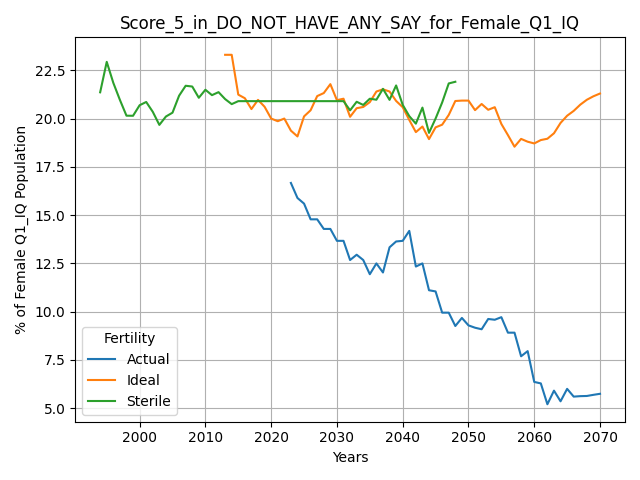 Score_5_in_DO_NOT_HAVE_ANY_SAY_for_Female_Q1_IQ
% of Female Q1_IQ Population
22.5
20.0
17.5
15.0
12.5
10.0
7.5
5.0
Fertility
Actual
Ideal
Sterile
2000 2010 2020 2030 2040 2050 2060 2070
Years